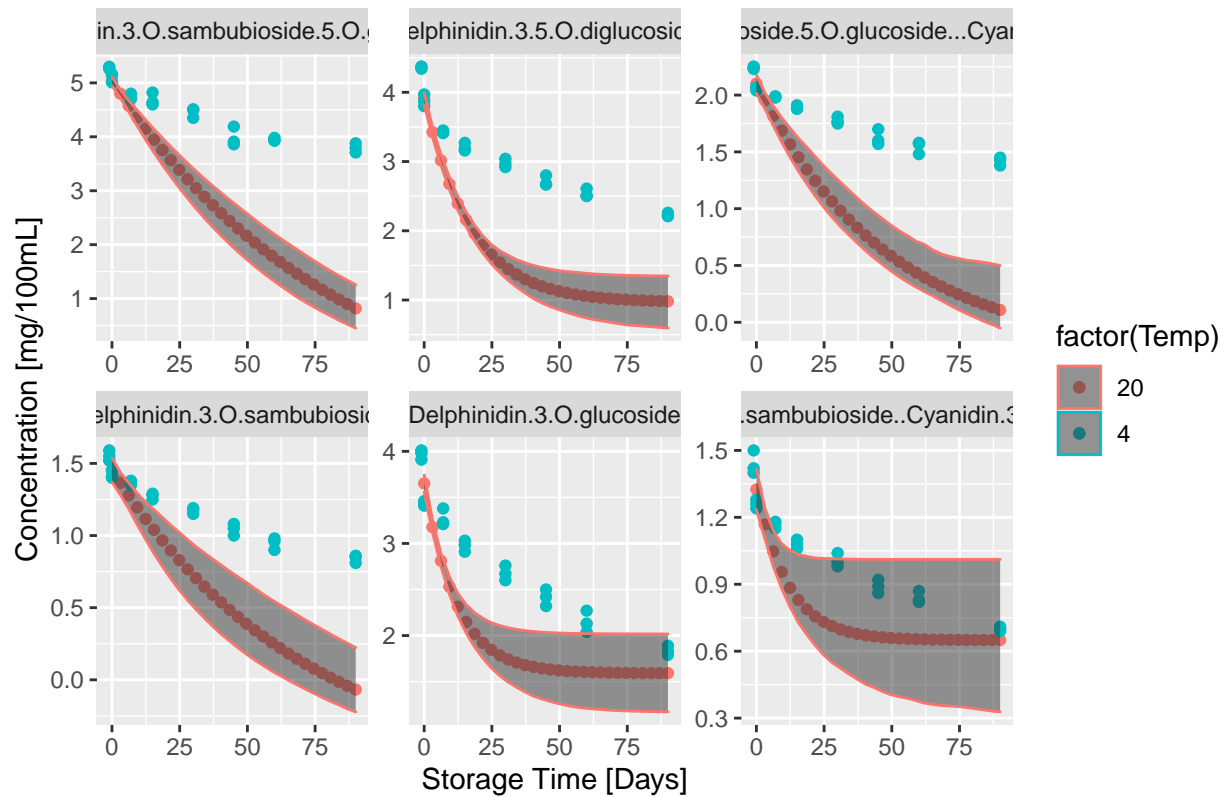 in.3.O.sambubioside.5.O.g
elphinidin.3.5.O.diglucosic
oside.5.O.glucoside...Cyan
5
4
3
2
1
4
3
2
1
2.0
1.5
1.0
0.5
0.0
0 25 50 75
0 25 50 75
0 25 50 75
elphinidin.3.O.sambubiosic
Delphinidin.3.O.glucoside
.sambubioside..Cyanidin.3
1.5
1.0
0.5
0.0
4
3
2
1.5
1.2
0.9
0.6
0.3
0 25 50 75
0 25 50 75
0 25 50 75
Concentration [mg/100mL]
Storage Time [Days]
factor(Temp)
20
4